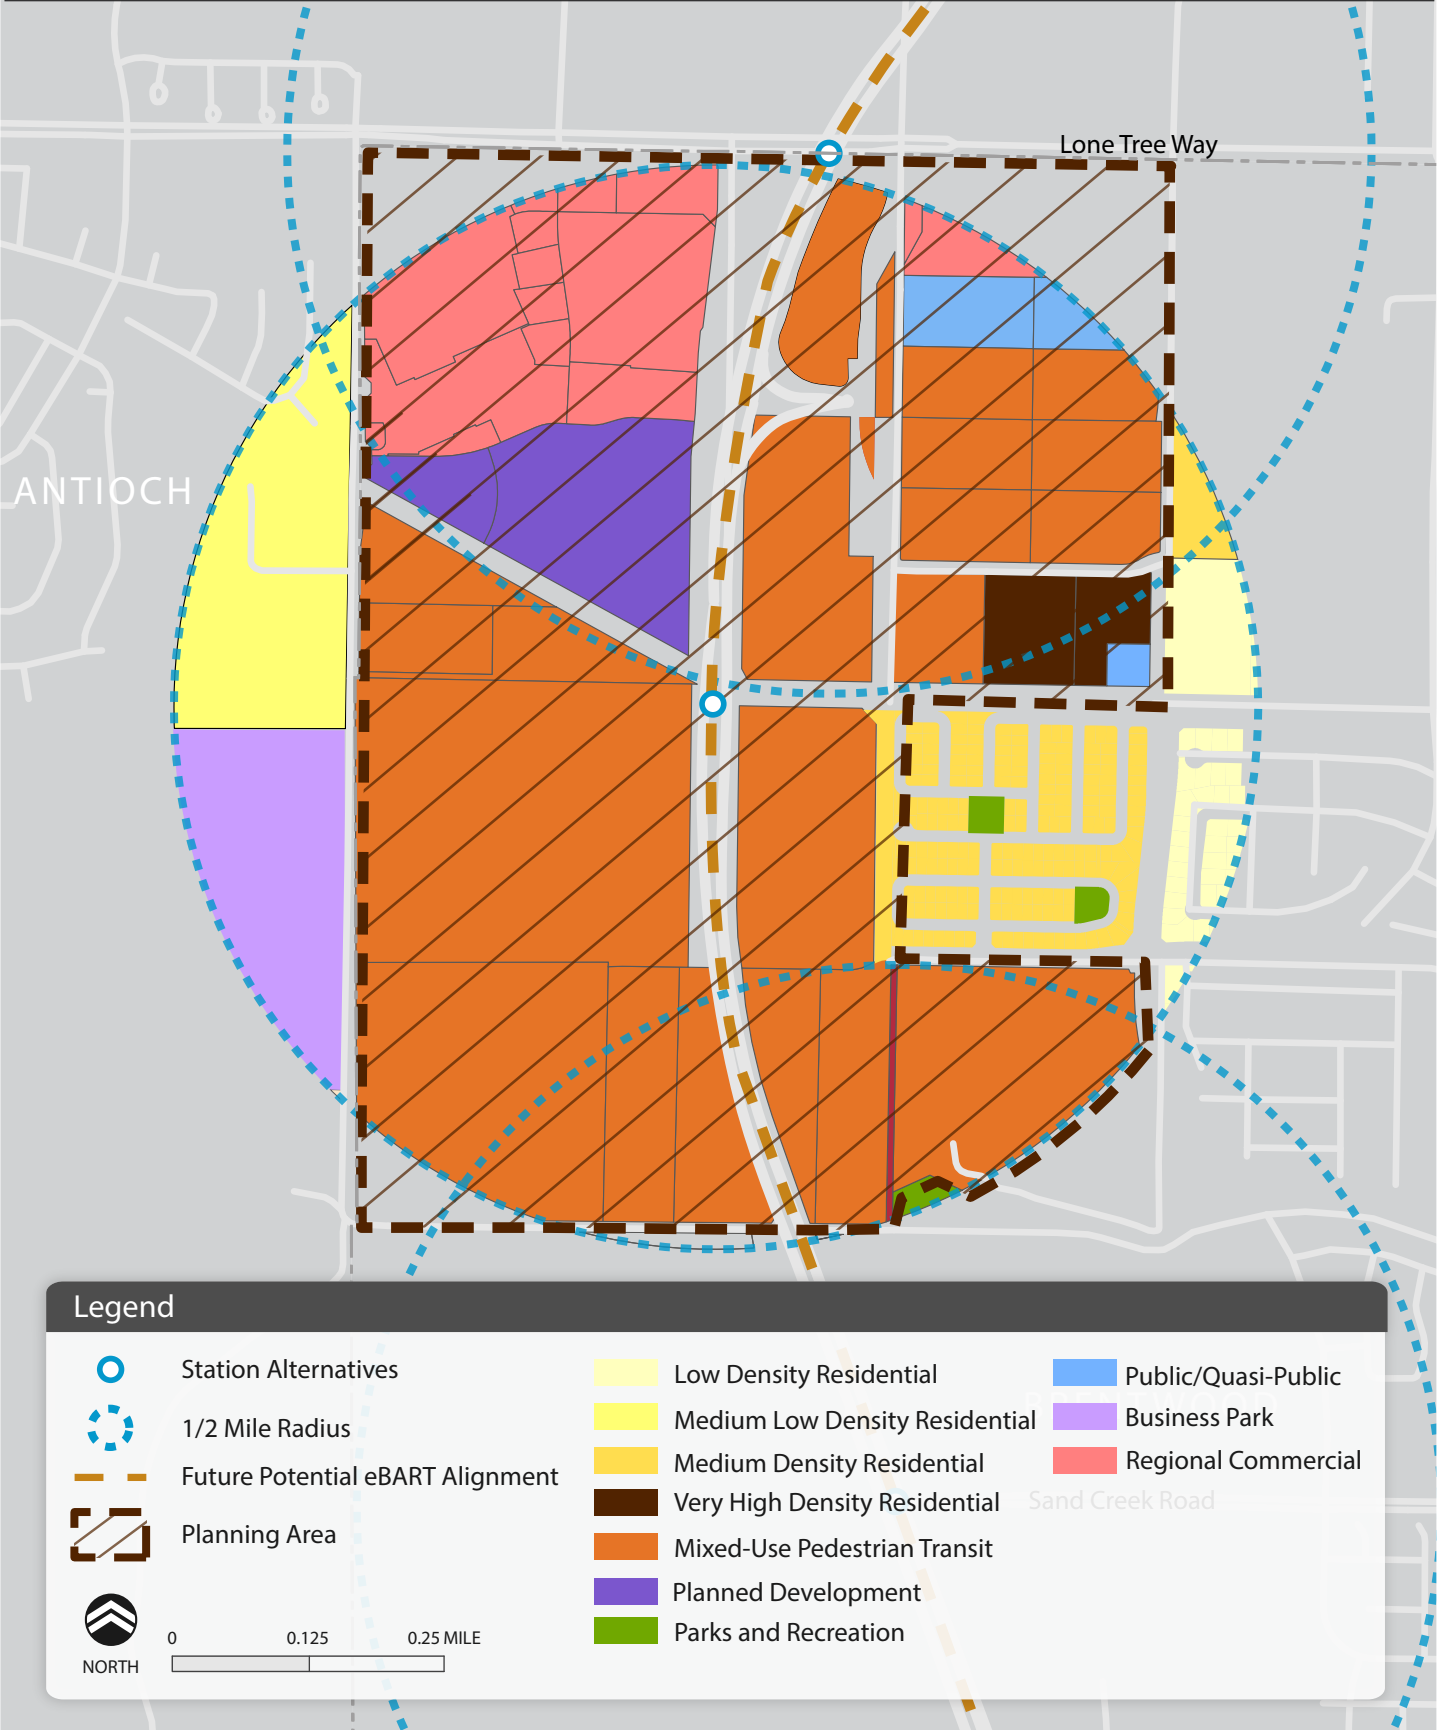 Lone Tree Way
ANTIOCH
Legend
Station Alternatives
1/2 Mile Radius
Future Potential eBART Alignment
Planning Area
NORTH
0 0.125 0.25 MILE
Low Density Residential
Medium Low Density Residential
Medium Density Residential
Very High Density Residential
Mixed-Use Pedestrian Transit
Planned Development
Parks and Recreation
Public/Quasi-Public
Business Park
Regional Commercial
BRENTWOOD
Sand Creek Road